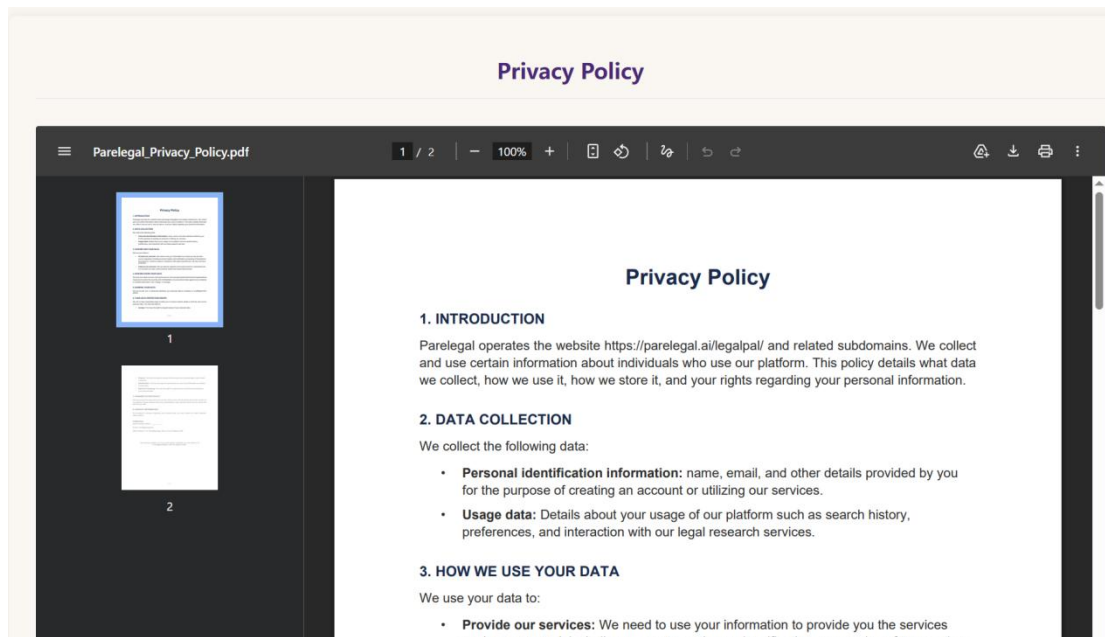 Privacy Policy
Parelegal_Privacy_Policy.pdf
1 / 2
100%
Privacy Policy
1. INTRODUCTION
Parelegal operates the website https://parelegal.ai/legalpal/ and related subdomains. We collect
and use certain information about individuals who use our platform. This policy details what data
we collect, how we use it, how we store it, and your rights regarding your personal information.
2. DATA COLLECTION
We collect the following data:
• Personal identification information: name, email, and other details provided by you
for the purpose of creating an account or utilizing our services.
• Usage data: Details about your usage of our platform such as search history,
preferences, and interaction with our legal research services.
3. HOW WE USE YOUR DATA
We use your data to:
• Provide our services: We need to use your information to provide you the services
1
2